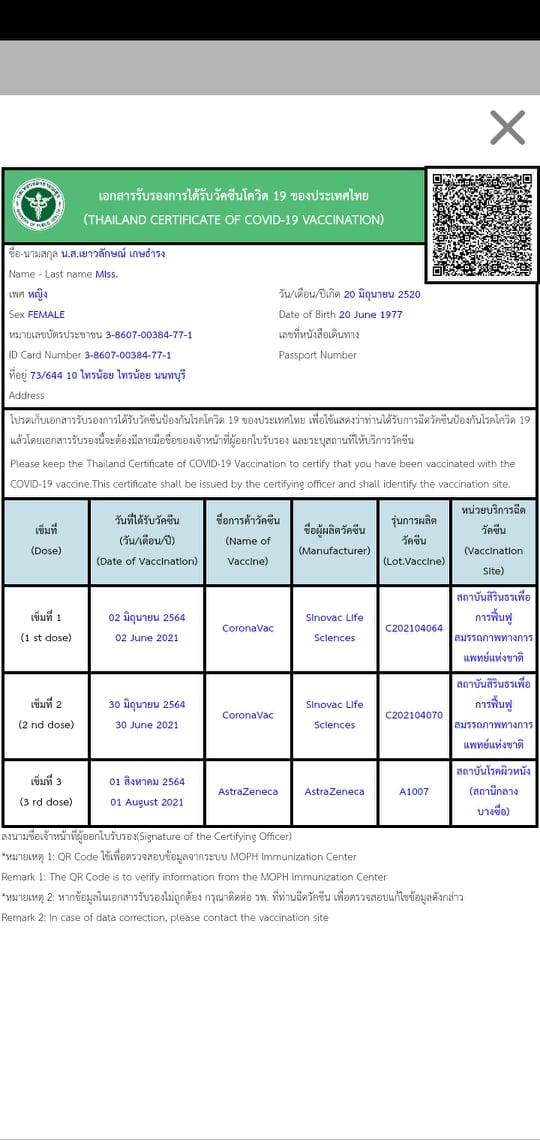 เอกสารรับรองการได้รับวัคซีนโควิด 19 ของประเทศไทย
(THAILAND CERTIFICATE OF COVID-19 VACCINATION)
ชื่อ-นามสกุล น.ส.เยาวลักษณ์ เกษธำรง
Name - Last name Miss.
เพศ หญิง
วัน/เดือน/ปีเกิด 20 มิถุนายน 2520
Sex FEMALE
Date of Birth 20 June 1977
หมายเลขบัตรประชาชน 3-8607-00384-77-1
เลขที่หนังสือเดินทาง
ID Card Number 3-8607-00384-77-1
Passport Number
ที่อยู่ 73/644 10 ไทรน้อย ไทรน้อย นนทบุรี
Address
โปรดเก็บเอกสารรับรองการได้รับวัคซีนป้องกันโรคโควิด 19 ของประเทศไทย เพื่อใช้แสดงว่าท่านได้รับการฉีดวัคซีนป้องกันโรคโควิด 19
แล้วโดยเอกสารรับรองนี้จะต้องมีลายมือชื่อของเจ้าหน้าที่ผู้ออกใบรับรอง และระบุสถานที่ให้บริการวัคซีน
Please keep the Thailand Certificate of COVID-19 Vaccination to certify that you have been vaccinated with the
COVID-19 vaccine.This certificate shall be issued by the certifying officer and shall identify the vaccination site.
เข็มที่
(Dose)
วันที่ได้รับวัคซีน
(วัน/เดือน/ปี)
(Date of Vaccination)
ชื่อการค้าวัคซีน
(Name of
Vaccine)
ชื่อผู้ผลิตวัคซีน
(Manufacturer)
รุ่นการผลิต
วัคซีน
(Lot.Vaccine)
หน่วยบริการฉีด
วัคซีน
(Vaccination
Site)
เข็มที่ 1
(1 st dose)
02 มิถุนายน 2564
02 June 2021
CoronaVac
Sinovac Life
Sciences
C202104064
สถาบันสิรินธรเพื่อ
การฟื้นฟู
สมรรถภาพทางการ
แพทย์แห่งชาติ
เข็มที่ 2
(2 nd dose)
30 มิถุนายน 2564
30 June 2021
CoronaVac
Sinovac Life
Sciences
C202104070
สถาบันสิรินธรเพื่อ
การฟื้นฟู
สมรรถภาพทางการ
แพทย์แห่งชาติ
เข็มที่ 3
(3 rd dose)
01 สิงหาคม 2564
01 August 2021
AstraZeneca
AstraZeneca
A1007
สถาบันโรคผิวหนัง
(สถานีกลาง
บางซื่อ)
ลงนามชื่อเจ้าหน้าที่ผู้ออกใบรับรอง(Signature of the Certifying Officer)
*หมายเหตุ 1: QR Code ใช้เพื่อตรวจสอบข้อมูลจากระบบ MOPH Immunization Center
Remark 1: The QR Code is to verify information from the MOPH Immunization Center
*หมายเหตุ 2: หากข้อมูลในเอกสารรับรองไม่ถูกต้อง กรุณาติดต่อ รพ. ที่ท่านฉีดวัคซีน เพื่อตรวจสอบแก้ไขข้อมูลดังกล่าว
Remark 2: In case of data correction, please contact the vaccination site